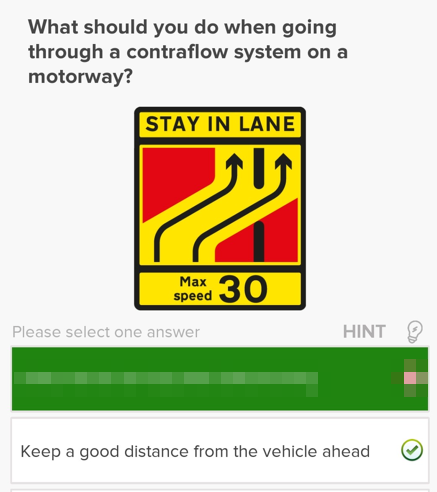 What should you do when going
through a contraflow system on a
motorway?
STAY IN LANE
Max
speed 30
Please select one answer
HINT
Keep a good distance from the vehicle ahead